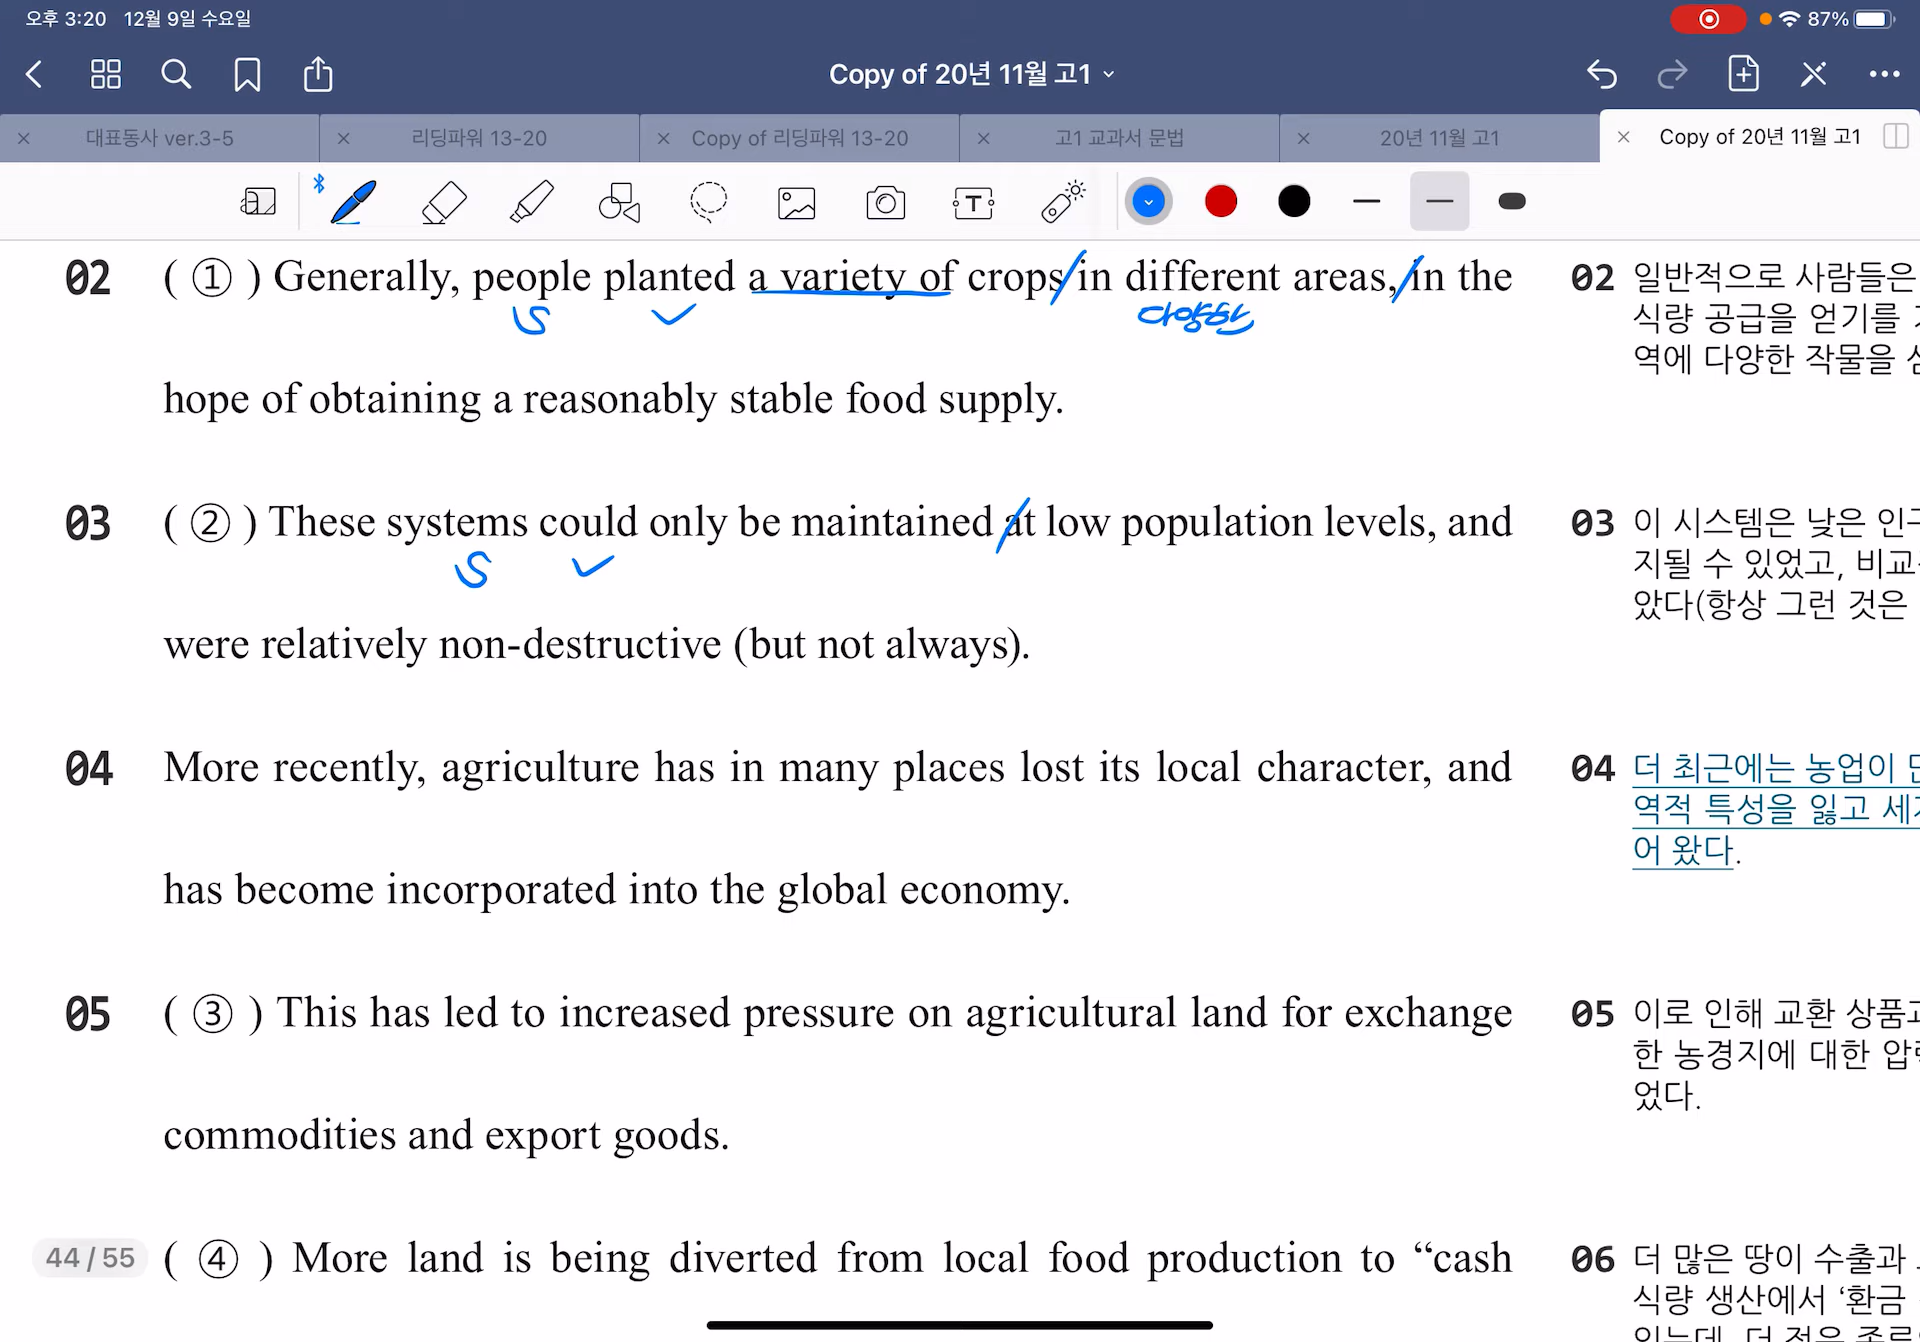 오후 3:20 12월 9일 수요일
87%
Copy of 20년 11월 고1
대표동사 ver.3-5
리딩파워 13-20
Copy of 리딩파워 13-20
고1 교과서 문법
20년 11월 고1
Copy of 20년 11월 고1
02 ( ① ) Generally, people planted a variety of crops in different areas, in the
S ✓ 다양한
hope of obtaining a reasonably stable food supply.
03 ( ② ) These systems could only be maintained at low population levels, and
S ✓
were relatively non-destructive (but not always).
04 More recently, agriculture has in many places lost its local character, and
has become incorporated into the global economy.
05 ( ③ ) This has led to increased pressure on agricultural land for exchange
commodities and export goods.
44 / 55 ( ④ ) More land is being diverted from local food production to “cash
02 일반적으로 사람들은
식량 공급을 얻기를
역에 다양한 작물을
03 이 시스템은 낮은 인구
지될 수 있었고, 비교
았다(항상 그런 것은
04 더 최근에는 농업이
역적 특성을 잃고 세계
어 왔다.
05 이로 인해 교환 상품과
한 농경지에 대한 압력
었다.
06 더 많은 땅이 수출과
식량 생산에서 ‘환금